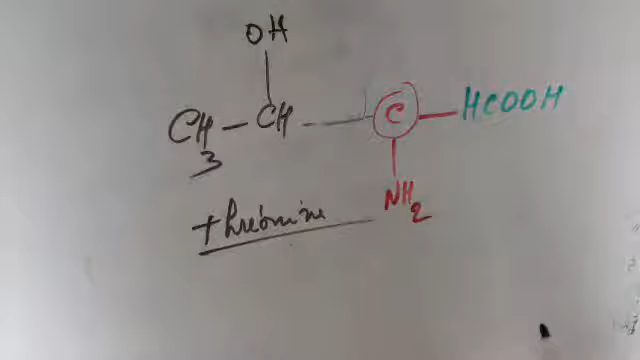 OH
CH3 - CH - C - HCOOH
NH2
threonine